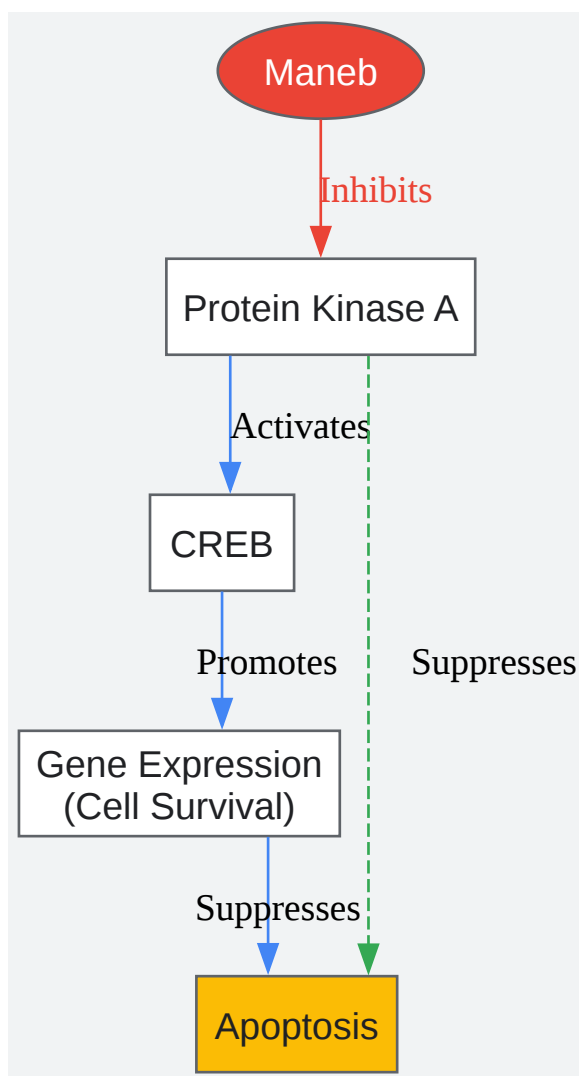 Maneb
Inhibits
Protein Kinase A
Activates
CREB
Promotes
Suppresses
Gene Expression
(Cell Survival)
Suppresses
Apoptosis